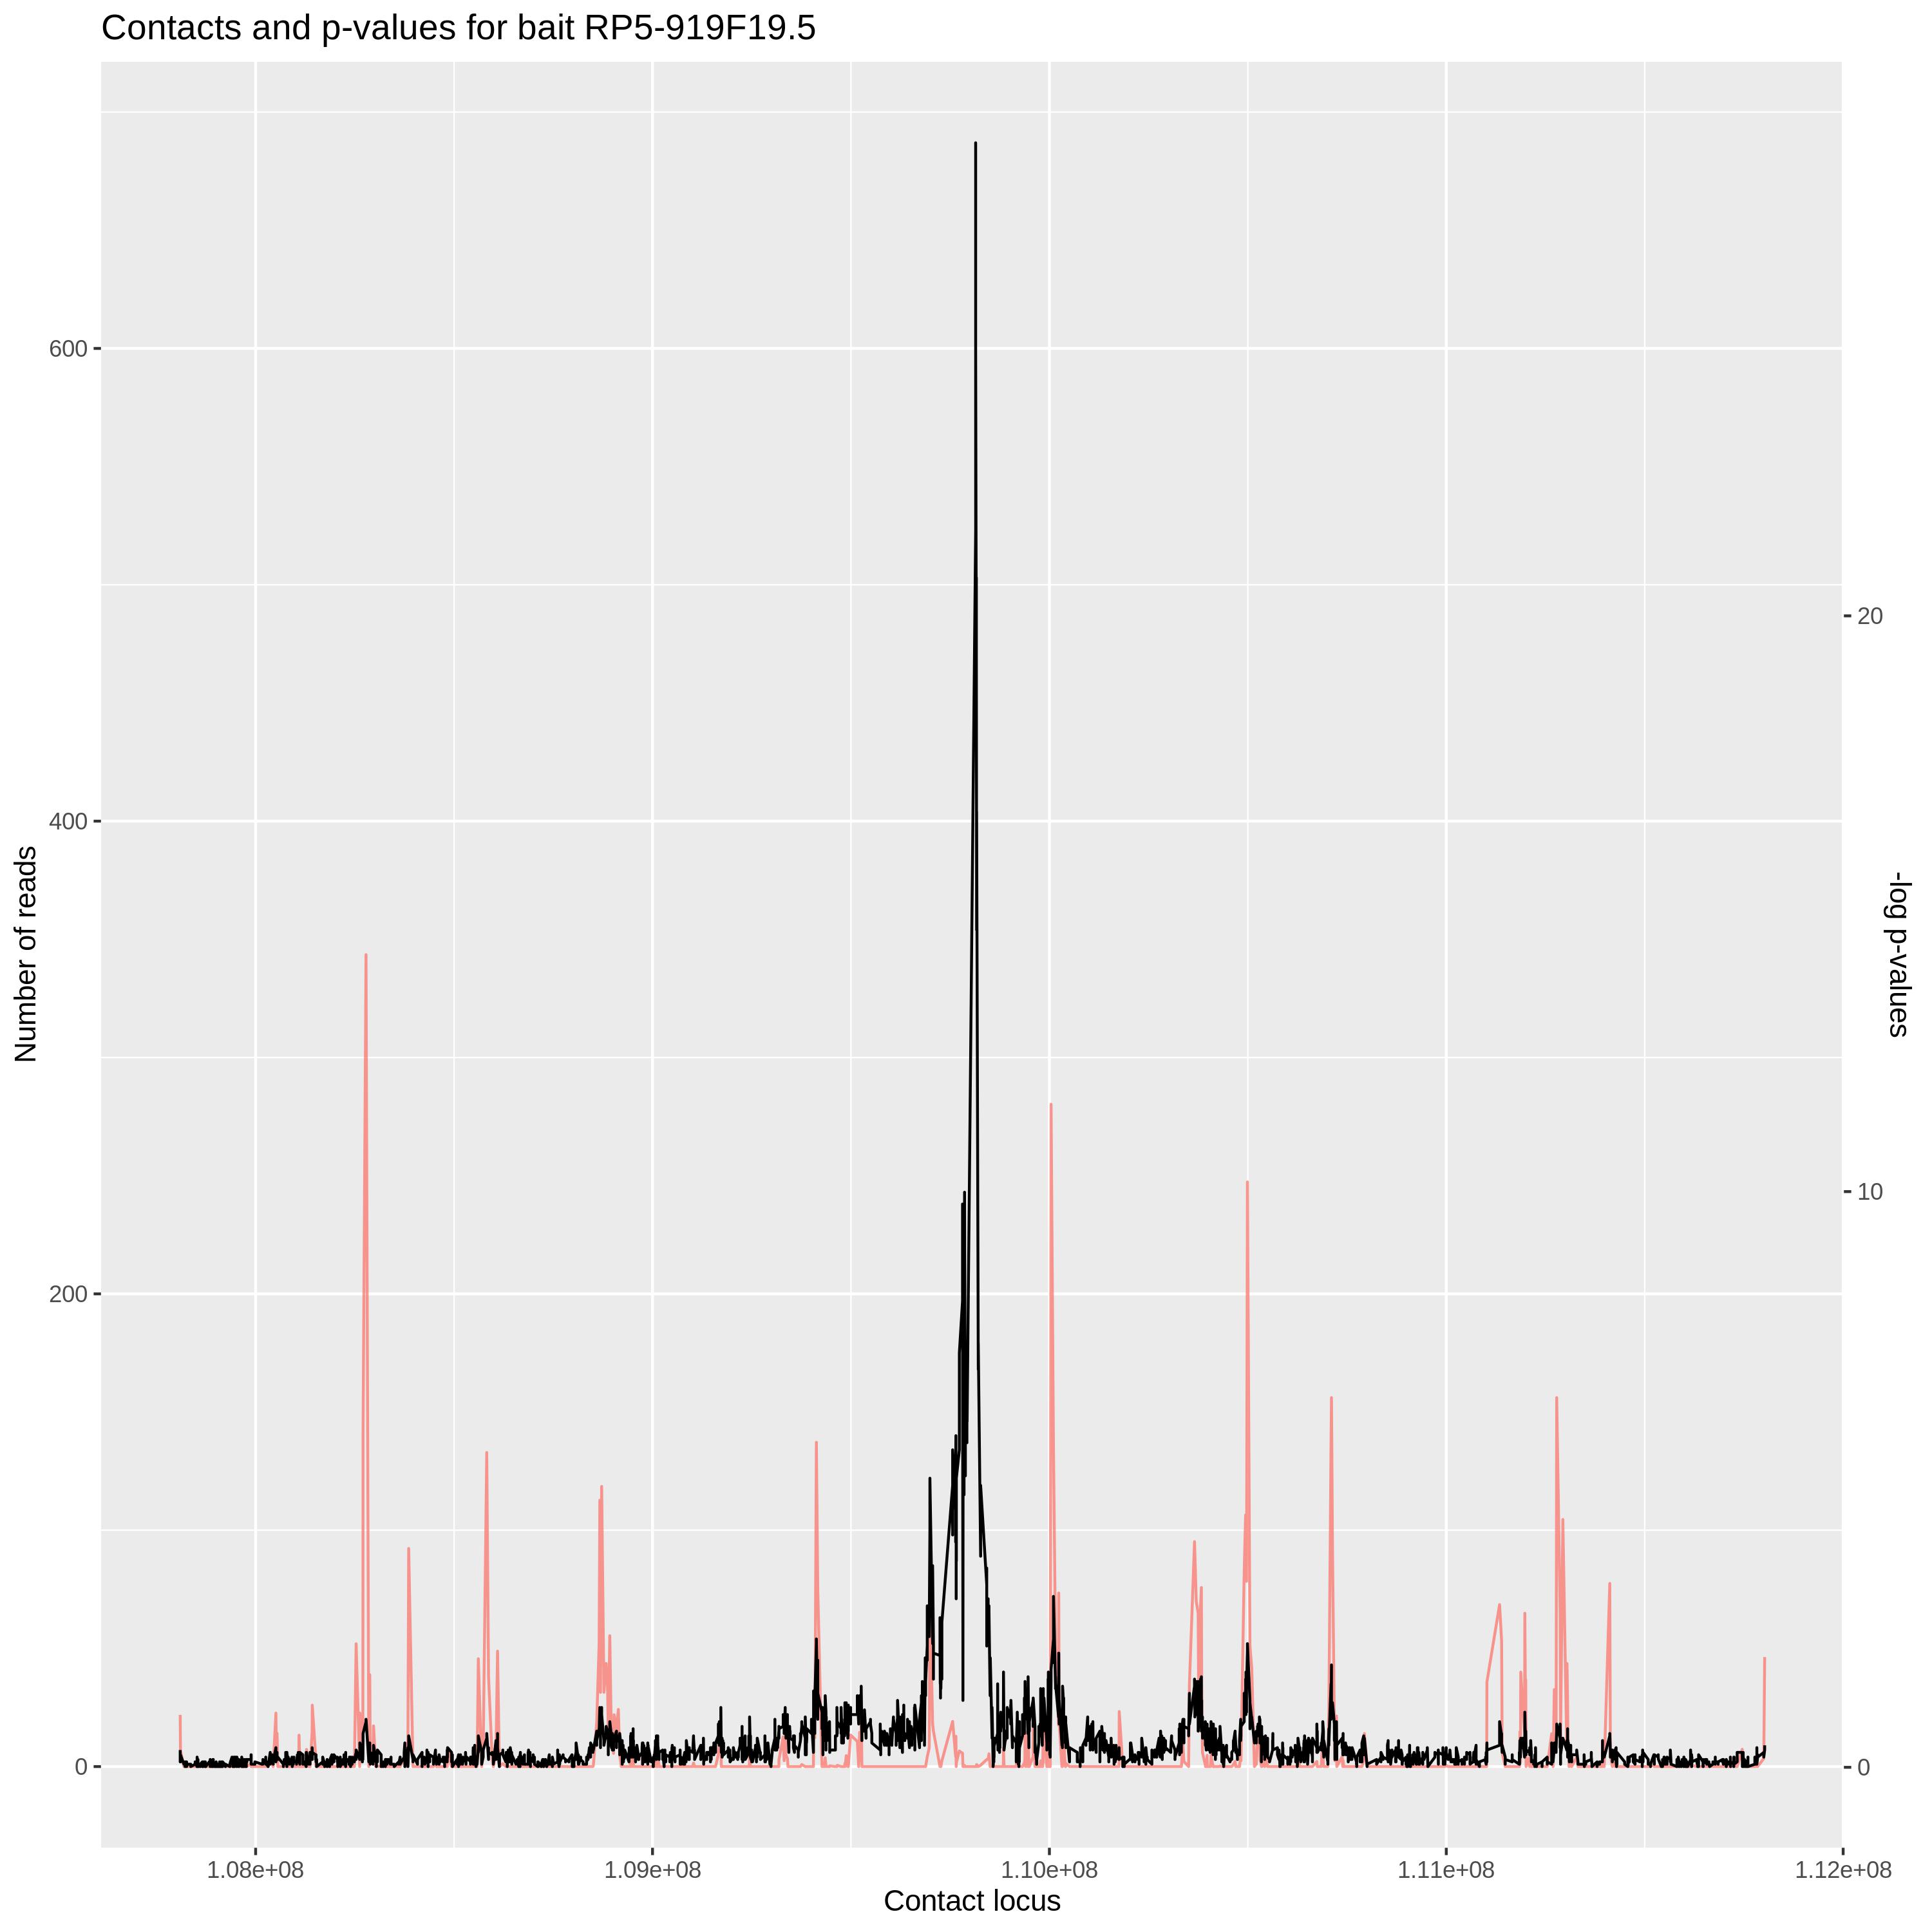 Contacts and p-values for bait RP5-919F19.5
600
400
200
0
Number of reads
20
10
0
-log p-values
1.08e+08
1.09e+08
1.10e+08
1.11e+08
1.12e+08
Contact locus